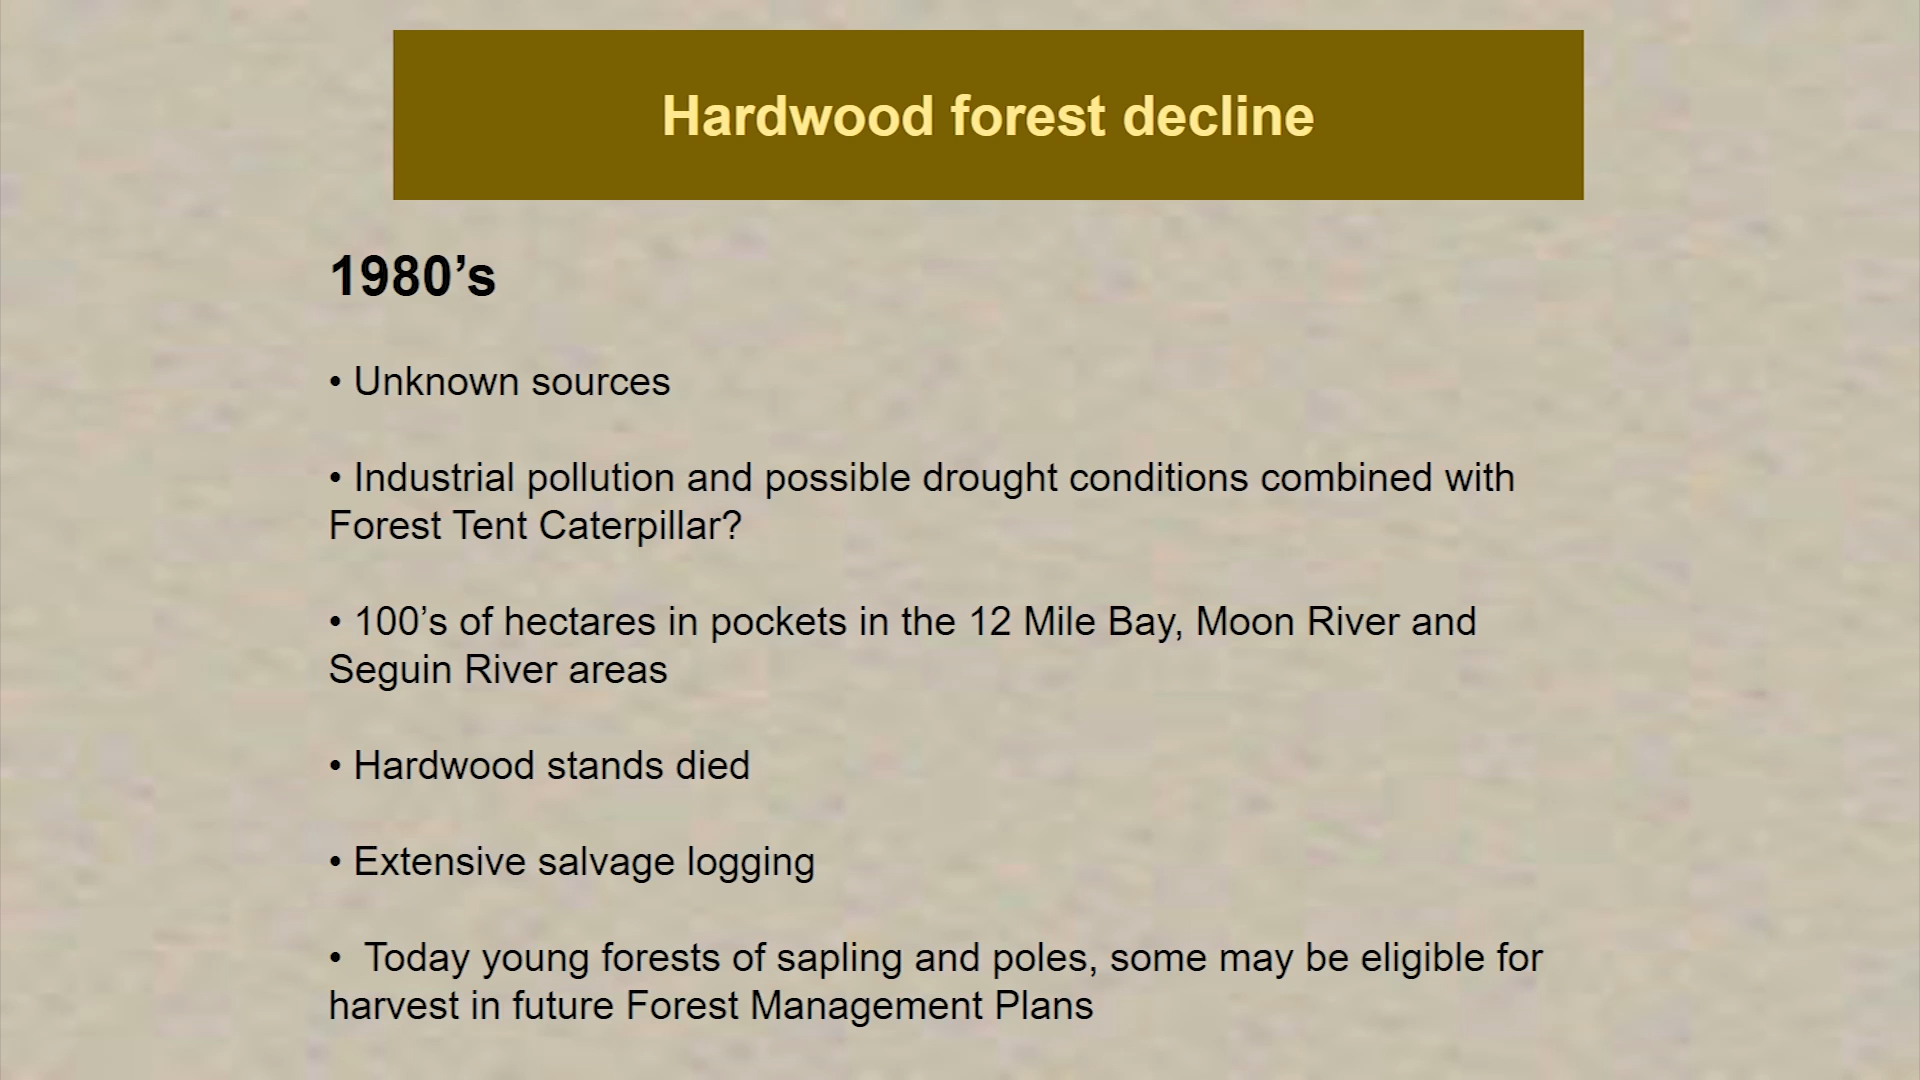 Hardwood forest decline
1980’s
• Unknown sources
• Industrial pollution and possible drought conditions combined with
Forest Tent Caterpillar?
• 100’s of hectares in pockets in the 12 Mile Bay, Moon River and
Seguin River areas
• Hardwood stands died
• Extensive salvage logging
•  Today young forests of sapling and poles, some may be eligible for
harvest in future Forest Management Plans